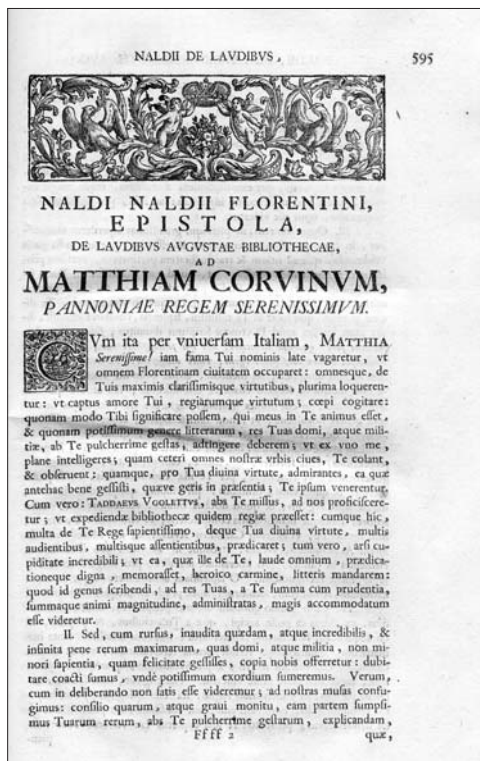 NALDII DE LAVDIBVS, 595
NALDI NALDII FLORENTINI,
EPISTOLA,
DE LAVDIBVS AVGVSTAE BIBLIOTHECAE,
AD
MATTHIAM CORVINVM,
PANNONIAE REGEM SERENISSIMVM.
CVm ita per vniuerſam Italiam, MATTHIA
Sereniſſime! iam fama Tui nominis late vagaretur, vt
omnem Florentinam ciuitatem occuparet: omnesque, de
Tuis maximis clariſſimisque virtutibus, plurima loqueren-
tur: vt captus amore Tui, regiarumque virtutum; cœpi cogitare:
quonam modo Tibi ſignificare poſſem, qui meus in Te animus eſſet,
& quonam potiſſimum genere litterarum, res Tuas domi, atque mili-
tiæ, ab Te pulcherrime geſtas, adtingere deberem; vt ex vno me,
plane intelligeres; quam ceteri omnes noſtræ vrbis ciues, Te colant,
& obſeruent: quamque, pro Tua diuina virtute, admirantes, ea quæ
antehac bene geſſiſti, quæve geris in præſentia; Te ipſum venerentur.
Cum vero: TADDAEVS VGOLETTVS, abs Te miſſus, ad nos proficiſcere-
tur; vt expediendæ bibliothecæ quidem regiæ præeſſet: cumque hic,
multa de Te Rege ſapientiſſimo, deque Tua diuina virtute, multis
audientibus, multisque aſſentientibus, prædicaret; tum vero, arſi cu-
piditate incredibili; vt ea, quæ ille de Te, laude omnium, prædica-
tioneque digna, memoraſſet, heroico carmine, litteris mandarem:
quod id genus ſcribendi, ad res Tuas, a Te ſumma cum prudentia,
ſummaque animi magnitudine, adminiſtratas, magis accommodatum
eſſe videretur.
II. Sed, cum rurſus, inaudita quædam, atque incredibilis, &
infinita pene rerum maximarum, quas domi, atque militia, non mi-
nori ſapientia, quam felicitate geſſiſſes, copia nobis offerretur: dubi-
tare coacti ſumus, vndè potiſſimum exordium ſumeremus. Verum,
cum in deliberando non ſatis eſſe videremur; ad noſtras muſas confu-
gimus: conſilio quarum, atque graui monitu, eam partem ſumpſi-
mus Tuarum rerum, abs Te pulcherrime geſtarum, explicandam,
Ffff 2 quæ,